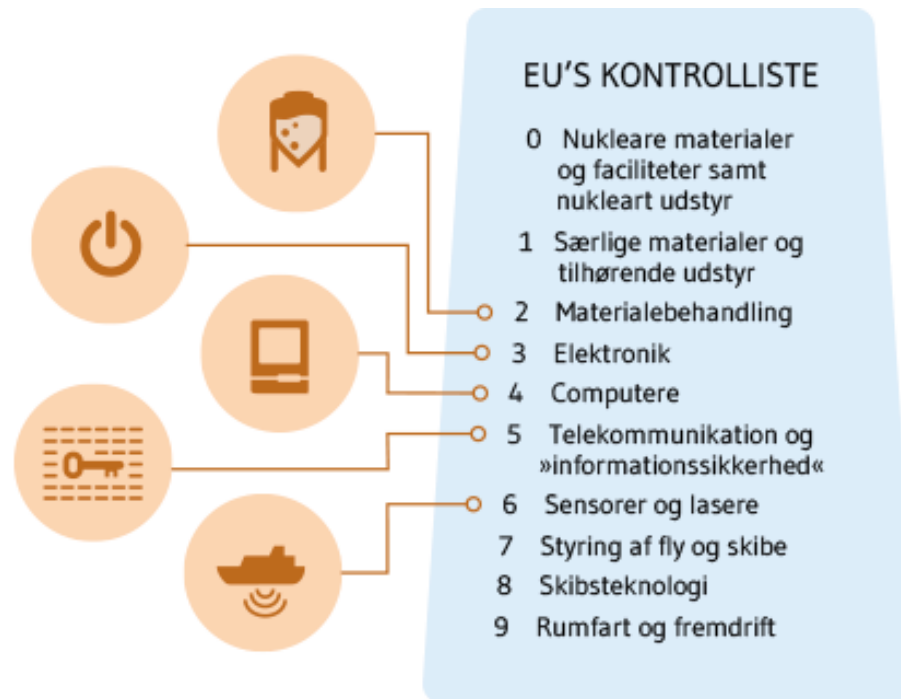 EU'S KONTROLLISTE
0 Nukleare materialer
og faciliteter samt
nukleart udstyr
1 Særlige materialer og
tilhørende udstyr
2 Materialebehandling
3 Elektronik
4 Computere
5 Telekommunikation og
»informationssikkerhed«
6 Sensorer og lasere
7 Styring af fly og skibe
8 Skibsteknologi
9 Rumfart og fremdrift